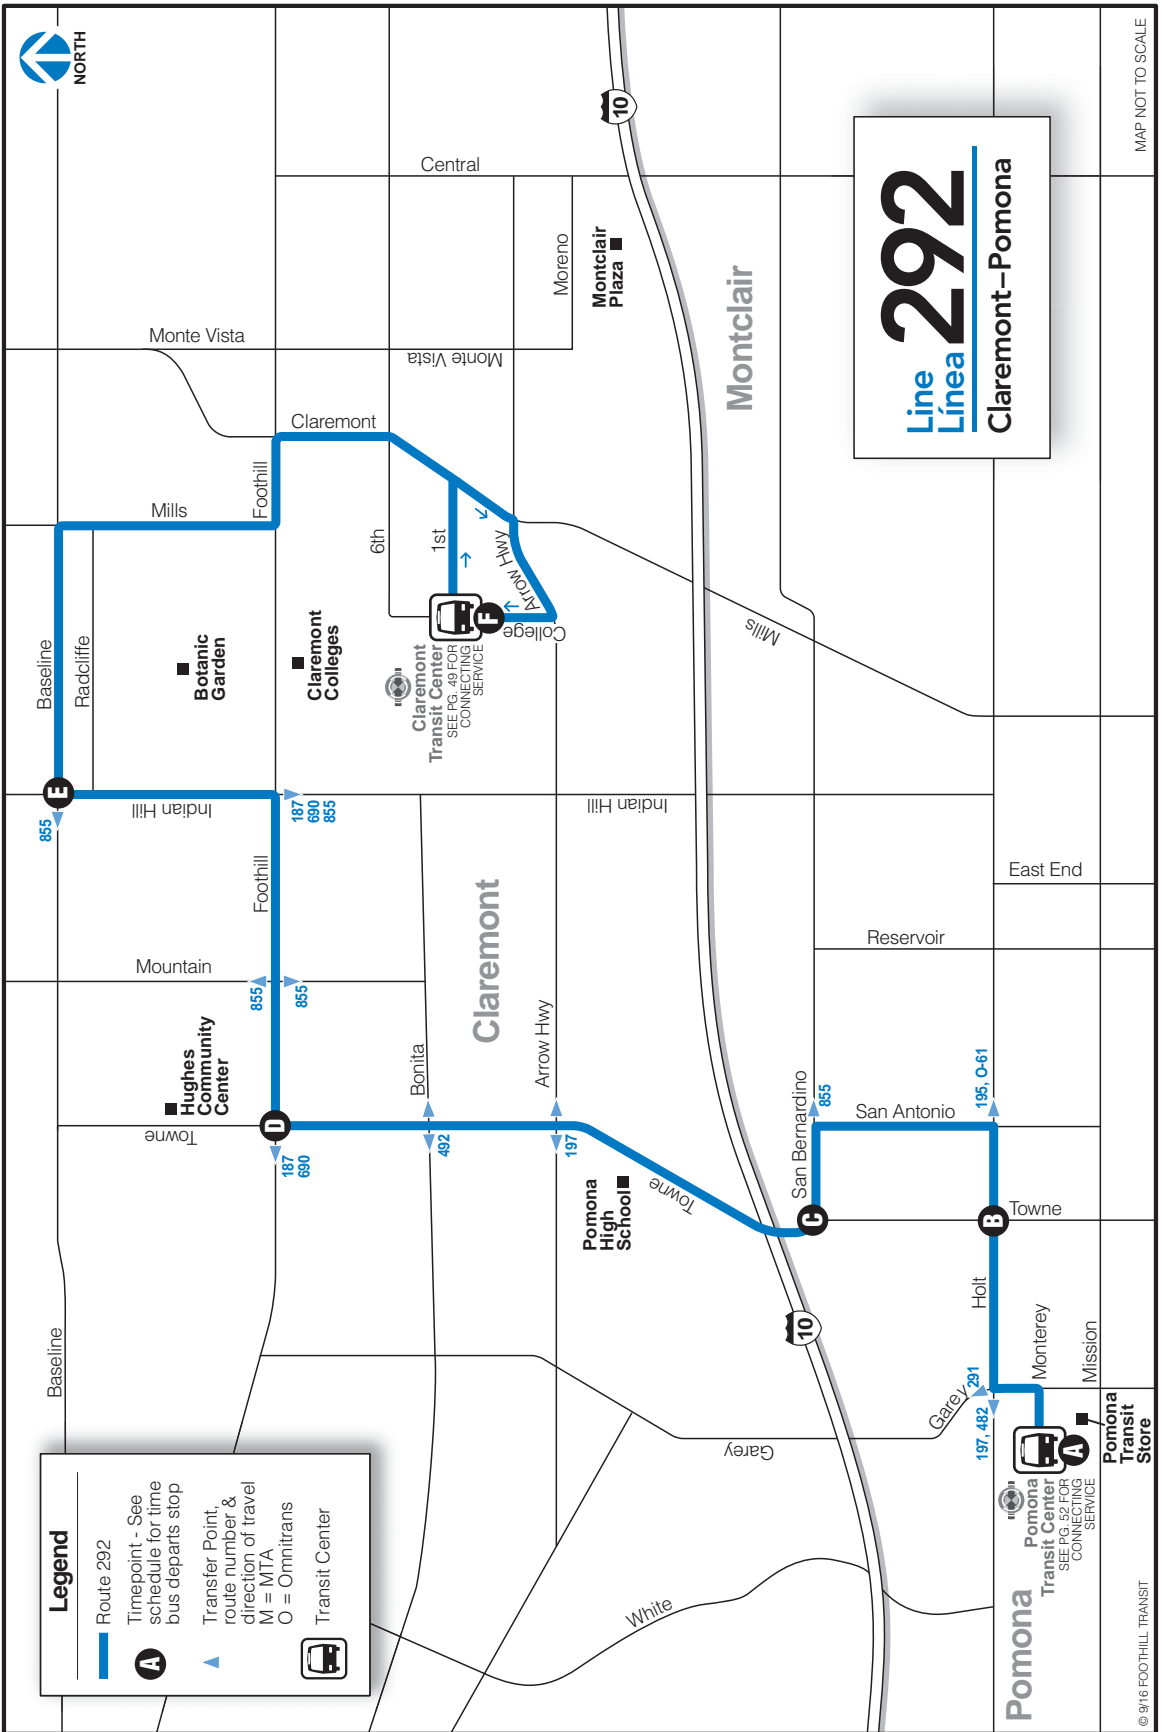 NORTH
MAP NOT TO SCALE
Line
Línea
292
Claremont–Pomona
Legend
Route 292
A
Timepoint - See
schedule for time
bus departs stop
Transfer Point,
route number &
direction of travel
M = MTA
O = Omnitrans
Transit Center
Baseline
Baseline
Radcliffe
Towne
Mountain
Indian Hill
Mills
Monte Vista
Foothill
Foothill
Claremont
Central
Monte Vista
Moreno
6th
1st
Arrow Hwy
College
Mills
Bonita
Arrow Hwy
Indian Hill
Towne
San Bernardino
San Antonio
Reservoir
East End
Towne
Holt
Monterey
Mission
Garey
Garey
White
10
10
Hughes
Community
Center
Botanic
Garden
Claremont
Colleges
Montclair
Plaza
Pomona
High
School
Claremont
Transit Center
SEE PG. 49 FOR
CONNECTING
SERVICE
Pomona
Transit Center
SEE PG. 52 FOR
CONNECTING
SERVICE
Pomona
Transit
Store
Claremont
Montclair
Pomona
A
B
C
D
E
F
855
187
690
855
855
855
187
690
492
197
855
195, O-61
291
197, 482
© 9/16 FOOTHILL TRANSIT